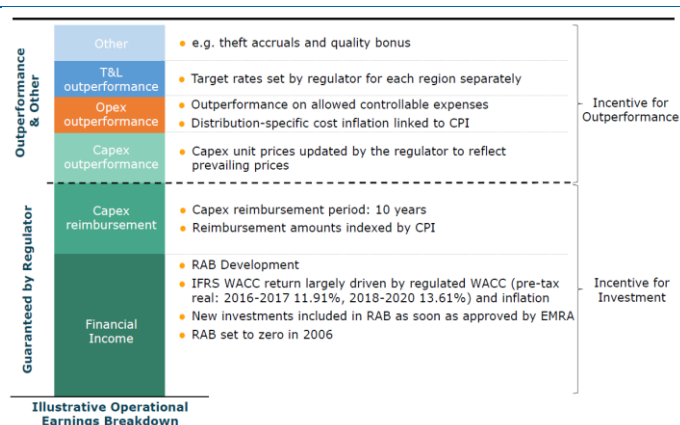 Outperformance
& Other
Other
e.g. theft accruals and quality bonus
T&L
outperformance
Target rates set by regulator for each region separately
Opex
outperformance
Outperformance on allowed controllable expenses
Distribution-specific cost inflation linked to CPI
Capex
outperformance
Capex unit prices updated by the regulator to reflect
prevailing prices
Incentive for
Outperformance
Guaranteed by Regulator
Capex
reimbursement
Capex reimbursement period: 10 years
Reimbursement amounts indexed by CPI
Financial
Income
RAB Development
IFRS WACC return largely driven by regulated WACC (pre-tax
real: 2016-2017 11.91%, 2018-2020 13.61%) and inflation
New investments included in RAB as soon as approved by EMRA
RAB set to zero in 2006
Incentive for
Investment
Illustrative Operational
Earnings Breakdown